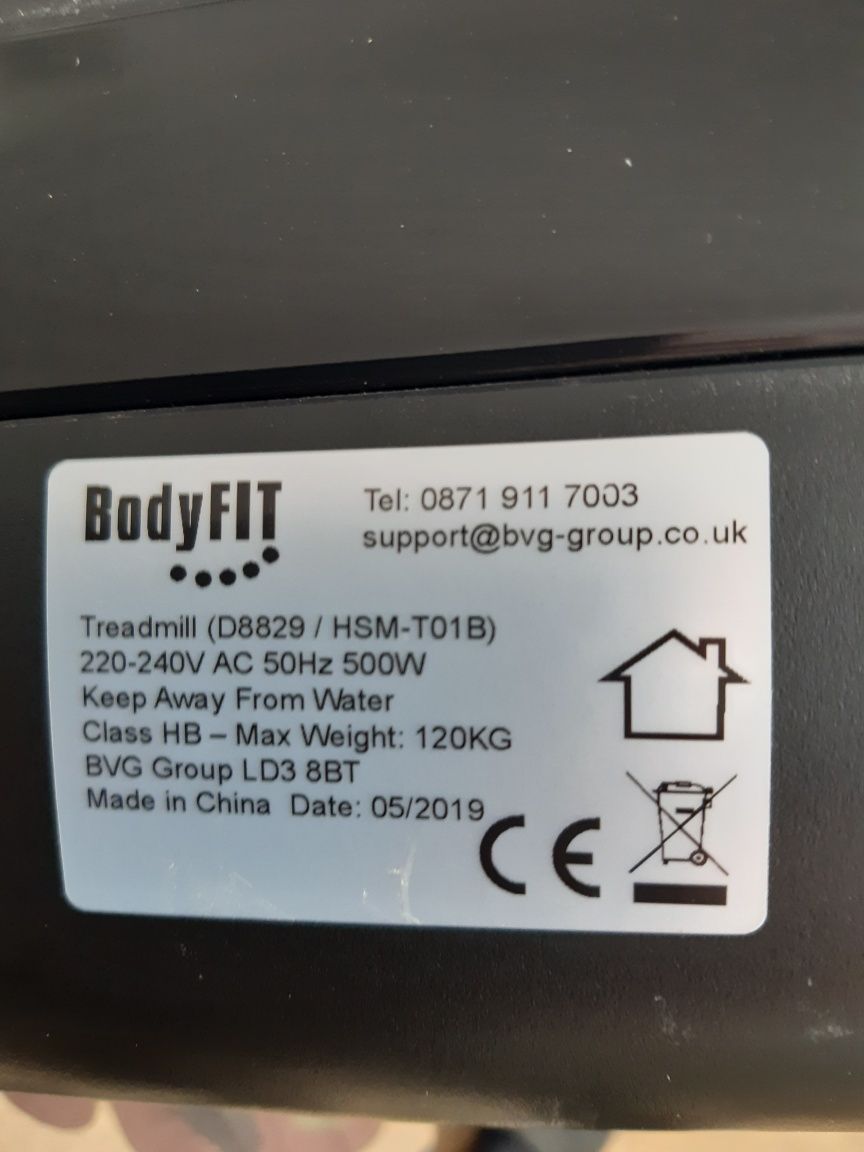 BodyFIT
Tel: 0871 911 7003
support@bvg-group.co.uk
Treadmill (D8829 / HSM-T01B)
220-240V AC 50Hz 500W
Keep Away From Water
Class HB – Max Weight: 120KG
BVG Group LD3 8BT
Made in China Date: 05/2019
CE